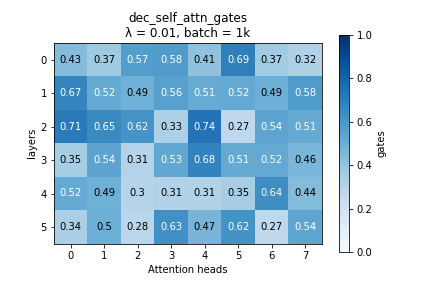 dec_self_attn_gates
λ = 0.01, batch = 1k
0 0.43 0.37 0.57 0.58 0.41 0.69 0.37 0.32
1 0.67 0.52 0.49 0.56 0.51 0.52 0.49 0.58
2 0.71 0.65 0.62 0.33 0.74 0.27 0.54 0.51
3 0.35 0.54 0.31 0.53 0.68 0.51 0.52 0.46
4 0.52 0.49 0.3 0.31 0.31 0.35 0.64 0.44
5 0.34 0.5 0.28 0.63 0.47 0.62 0.27 0.54
0 1 2 3 4 5 6 7
Attention heads
layers
1.0
0.8
0.6
0.4
0.2
0.0
gates